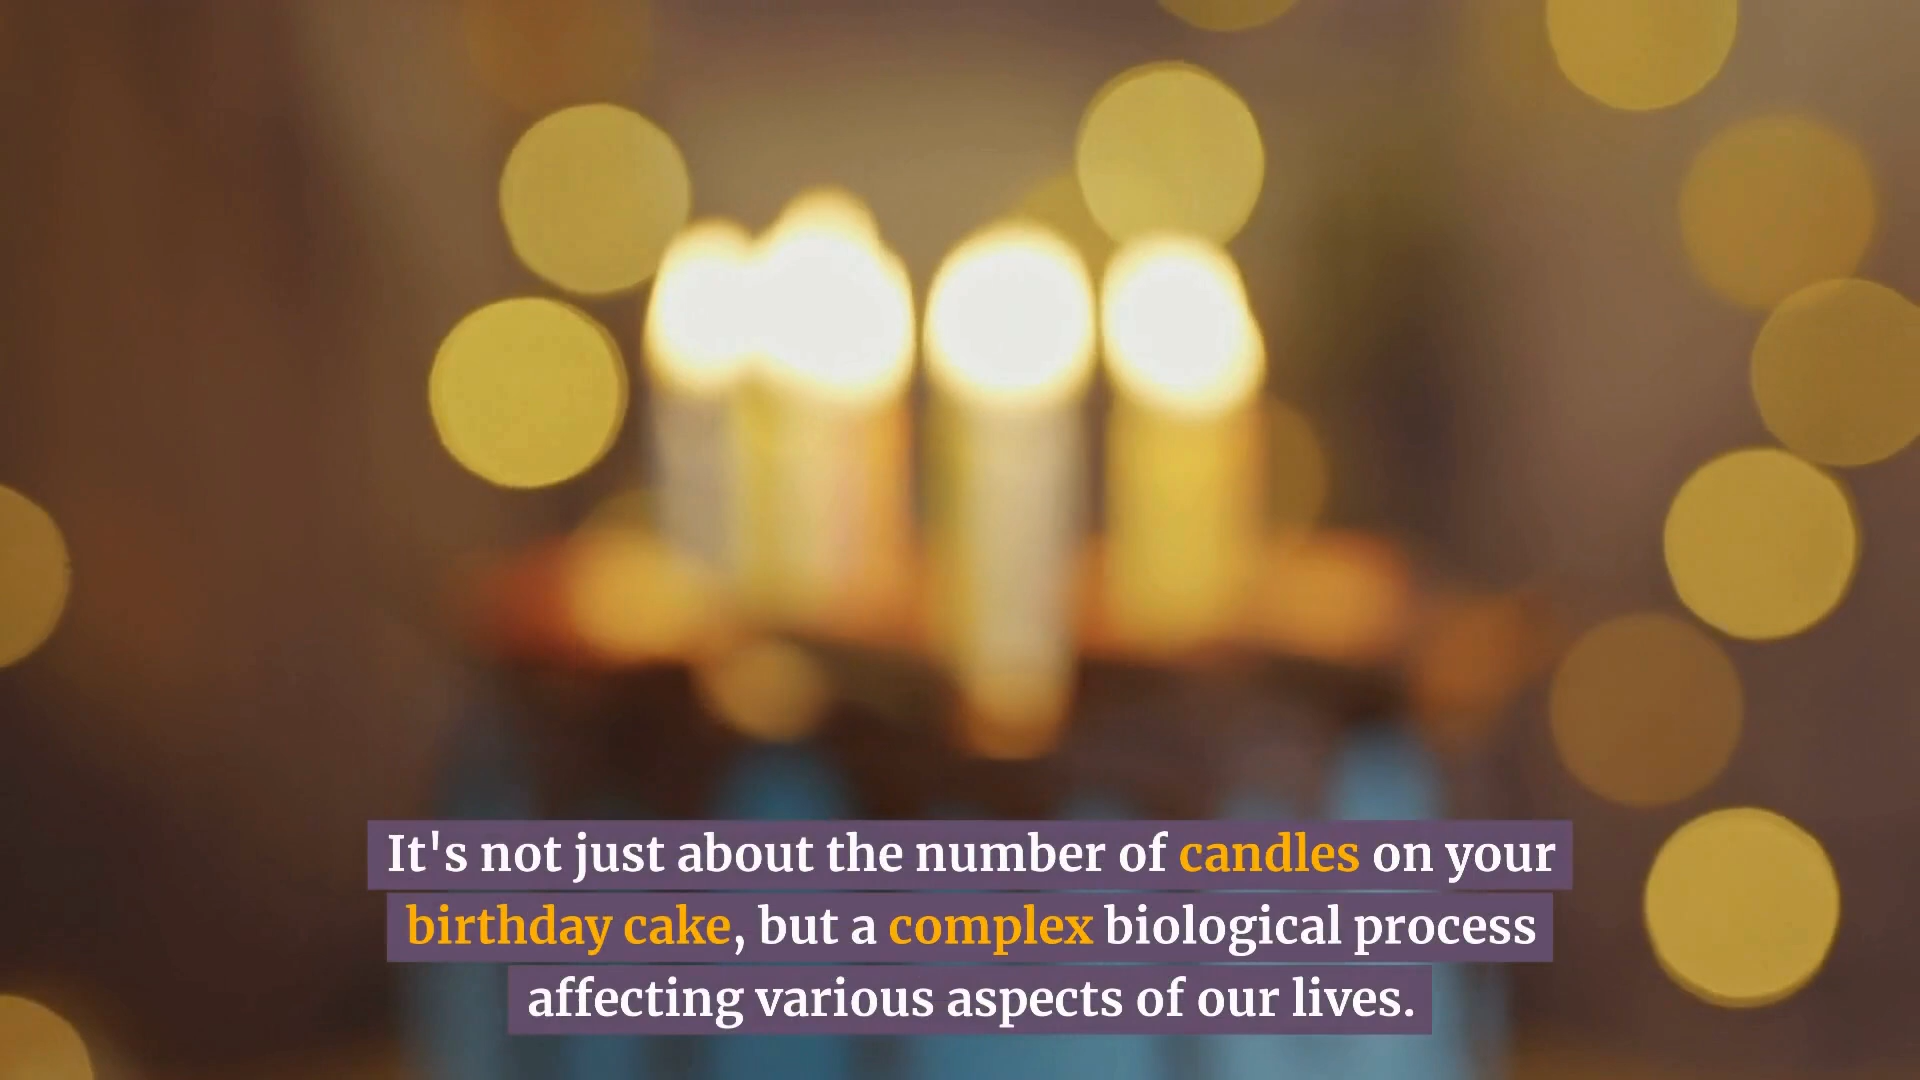 It's not just about the number of candles on your
birthday cake, but a complex biological process
affecting various aspects of our lives.